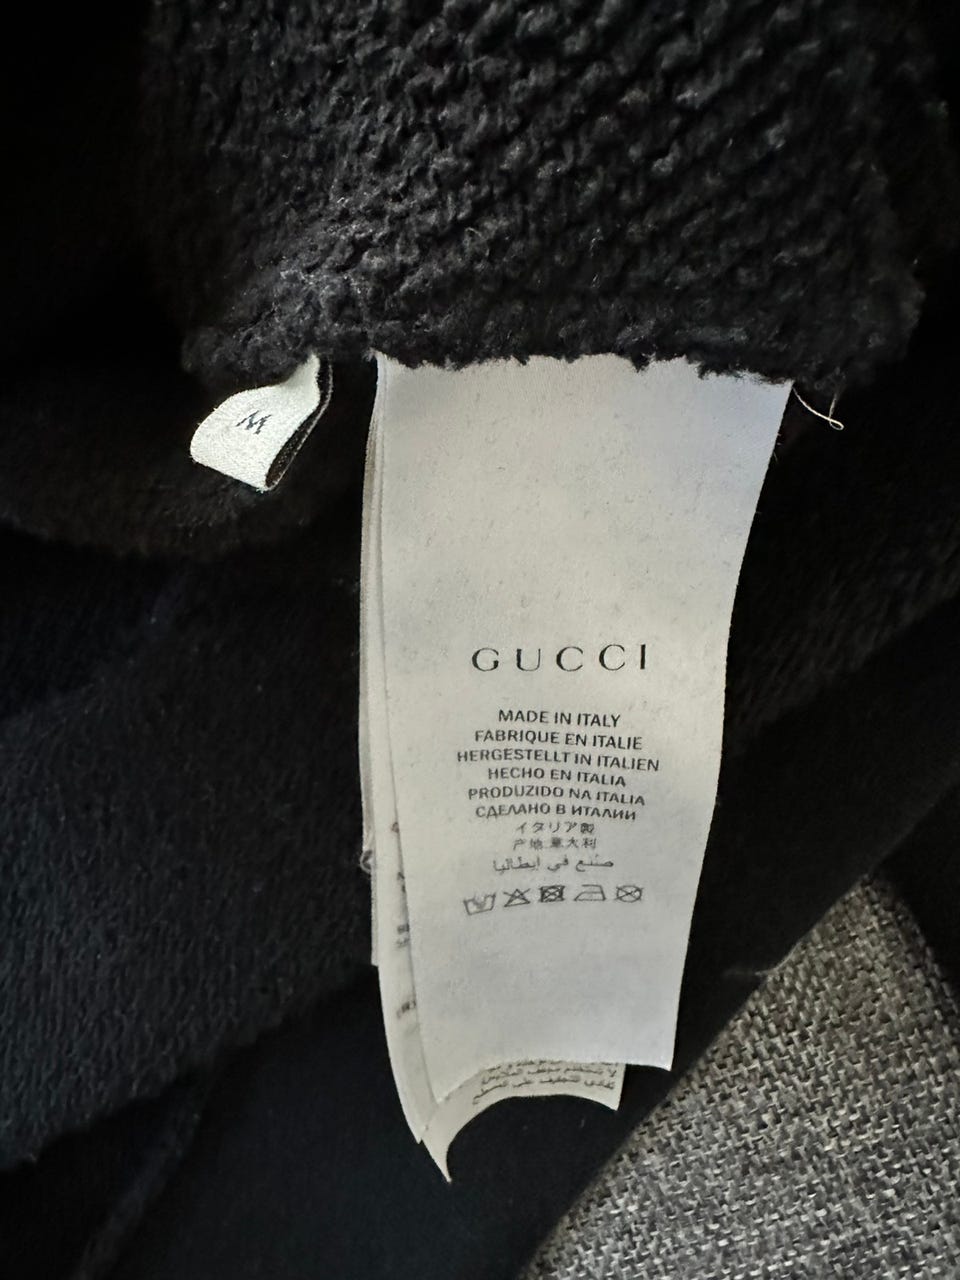 M
GUCCI
MADE IN ITALY
FABRIQUE EN ITALIE
HERGESTELLT IN ITALIEN
HECHO EN ITALIA
PRODUZIDO NA ITALIA
СДЕЛАНО В ИТАЛИИ
イタリア製
产地 意大利
صنع في إيطاليا